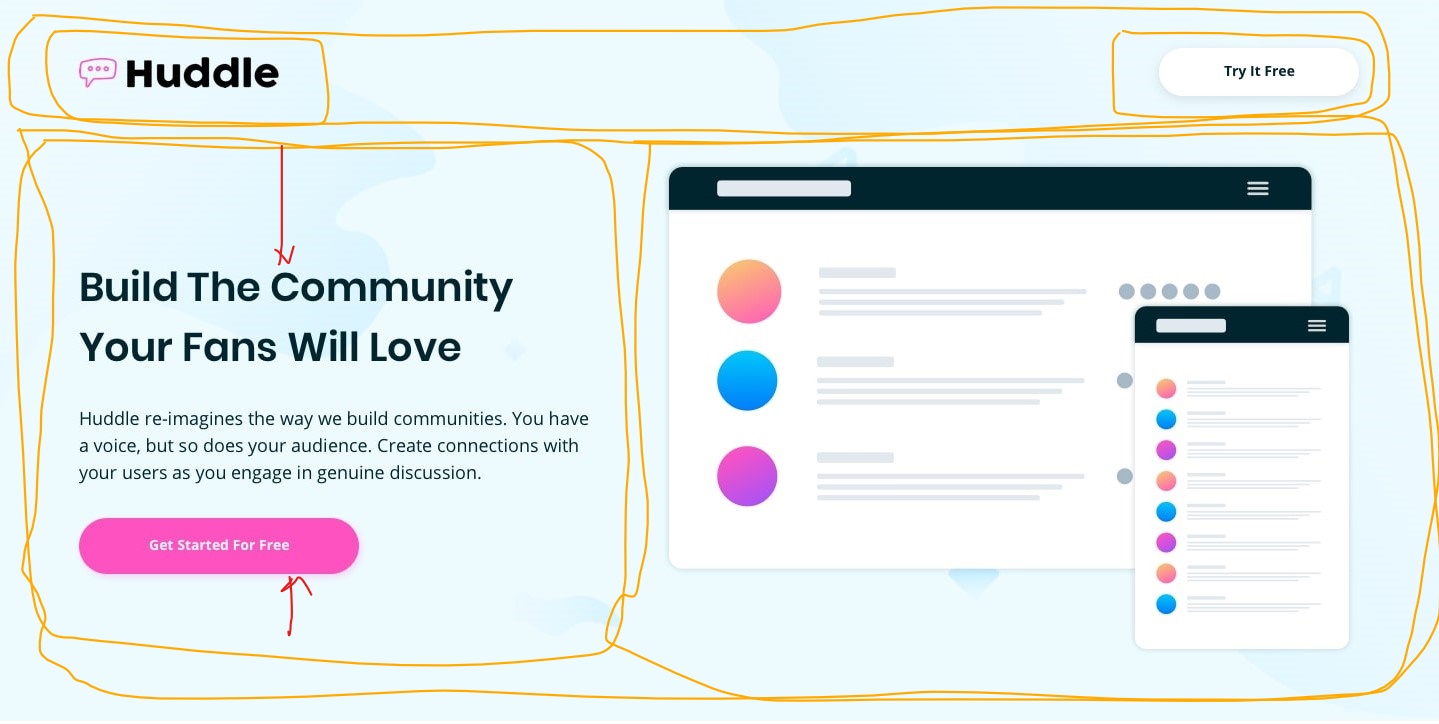 Huddle
Try It Free
Build The Community
Your Fans Will Love
Huddle re-imagines the way we build communities. You have
a voice, but so does your audience. Create connections with
your users as you engage in genuine discussion.
Get Started For Free